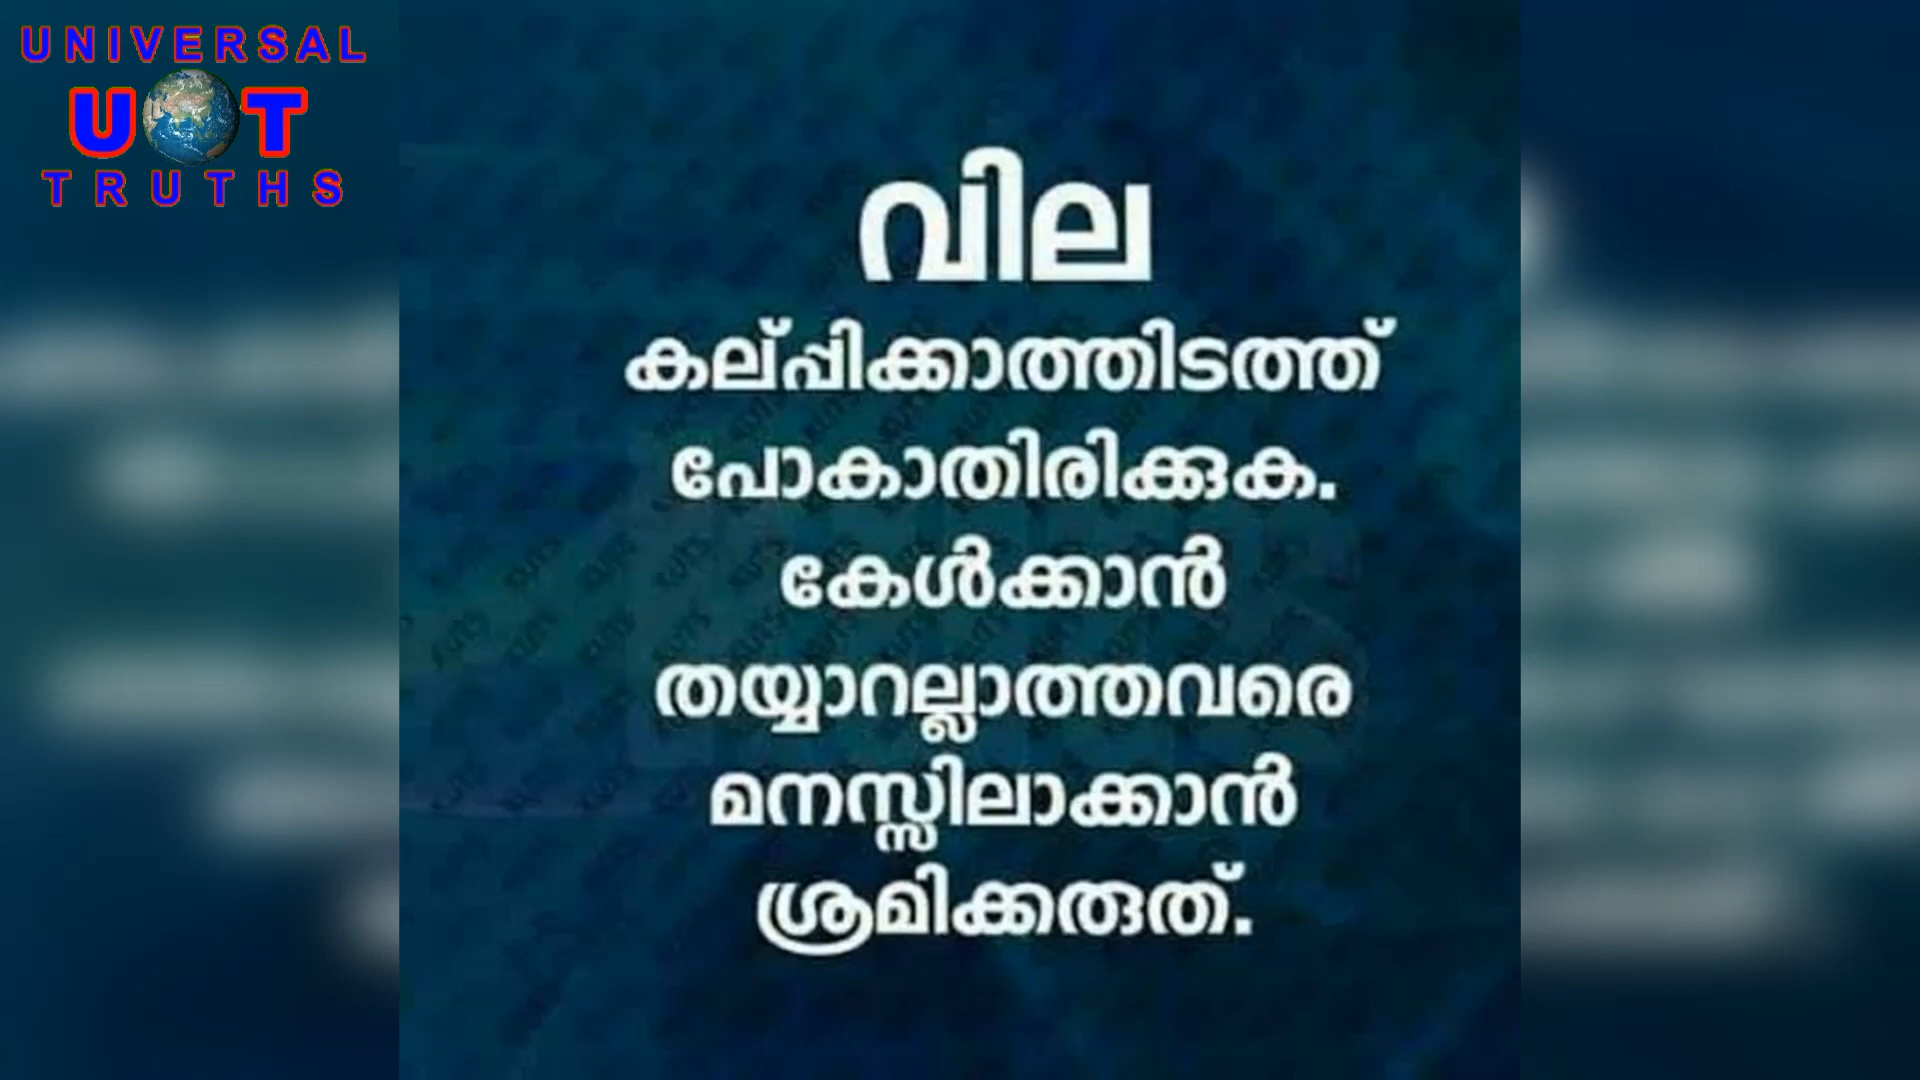 UNIVERSAL
U T
TRUTHS
വില
കല്പ്പിക്കാത്തിടത്ത്
പോകാതിരിക്കുക.
കേൾക്കാൻ
തയ്യാറല്ലാത്തവരെ
മനസ്സിലാക്കാൻ
ശ്രമിക്കരുത്.